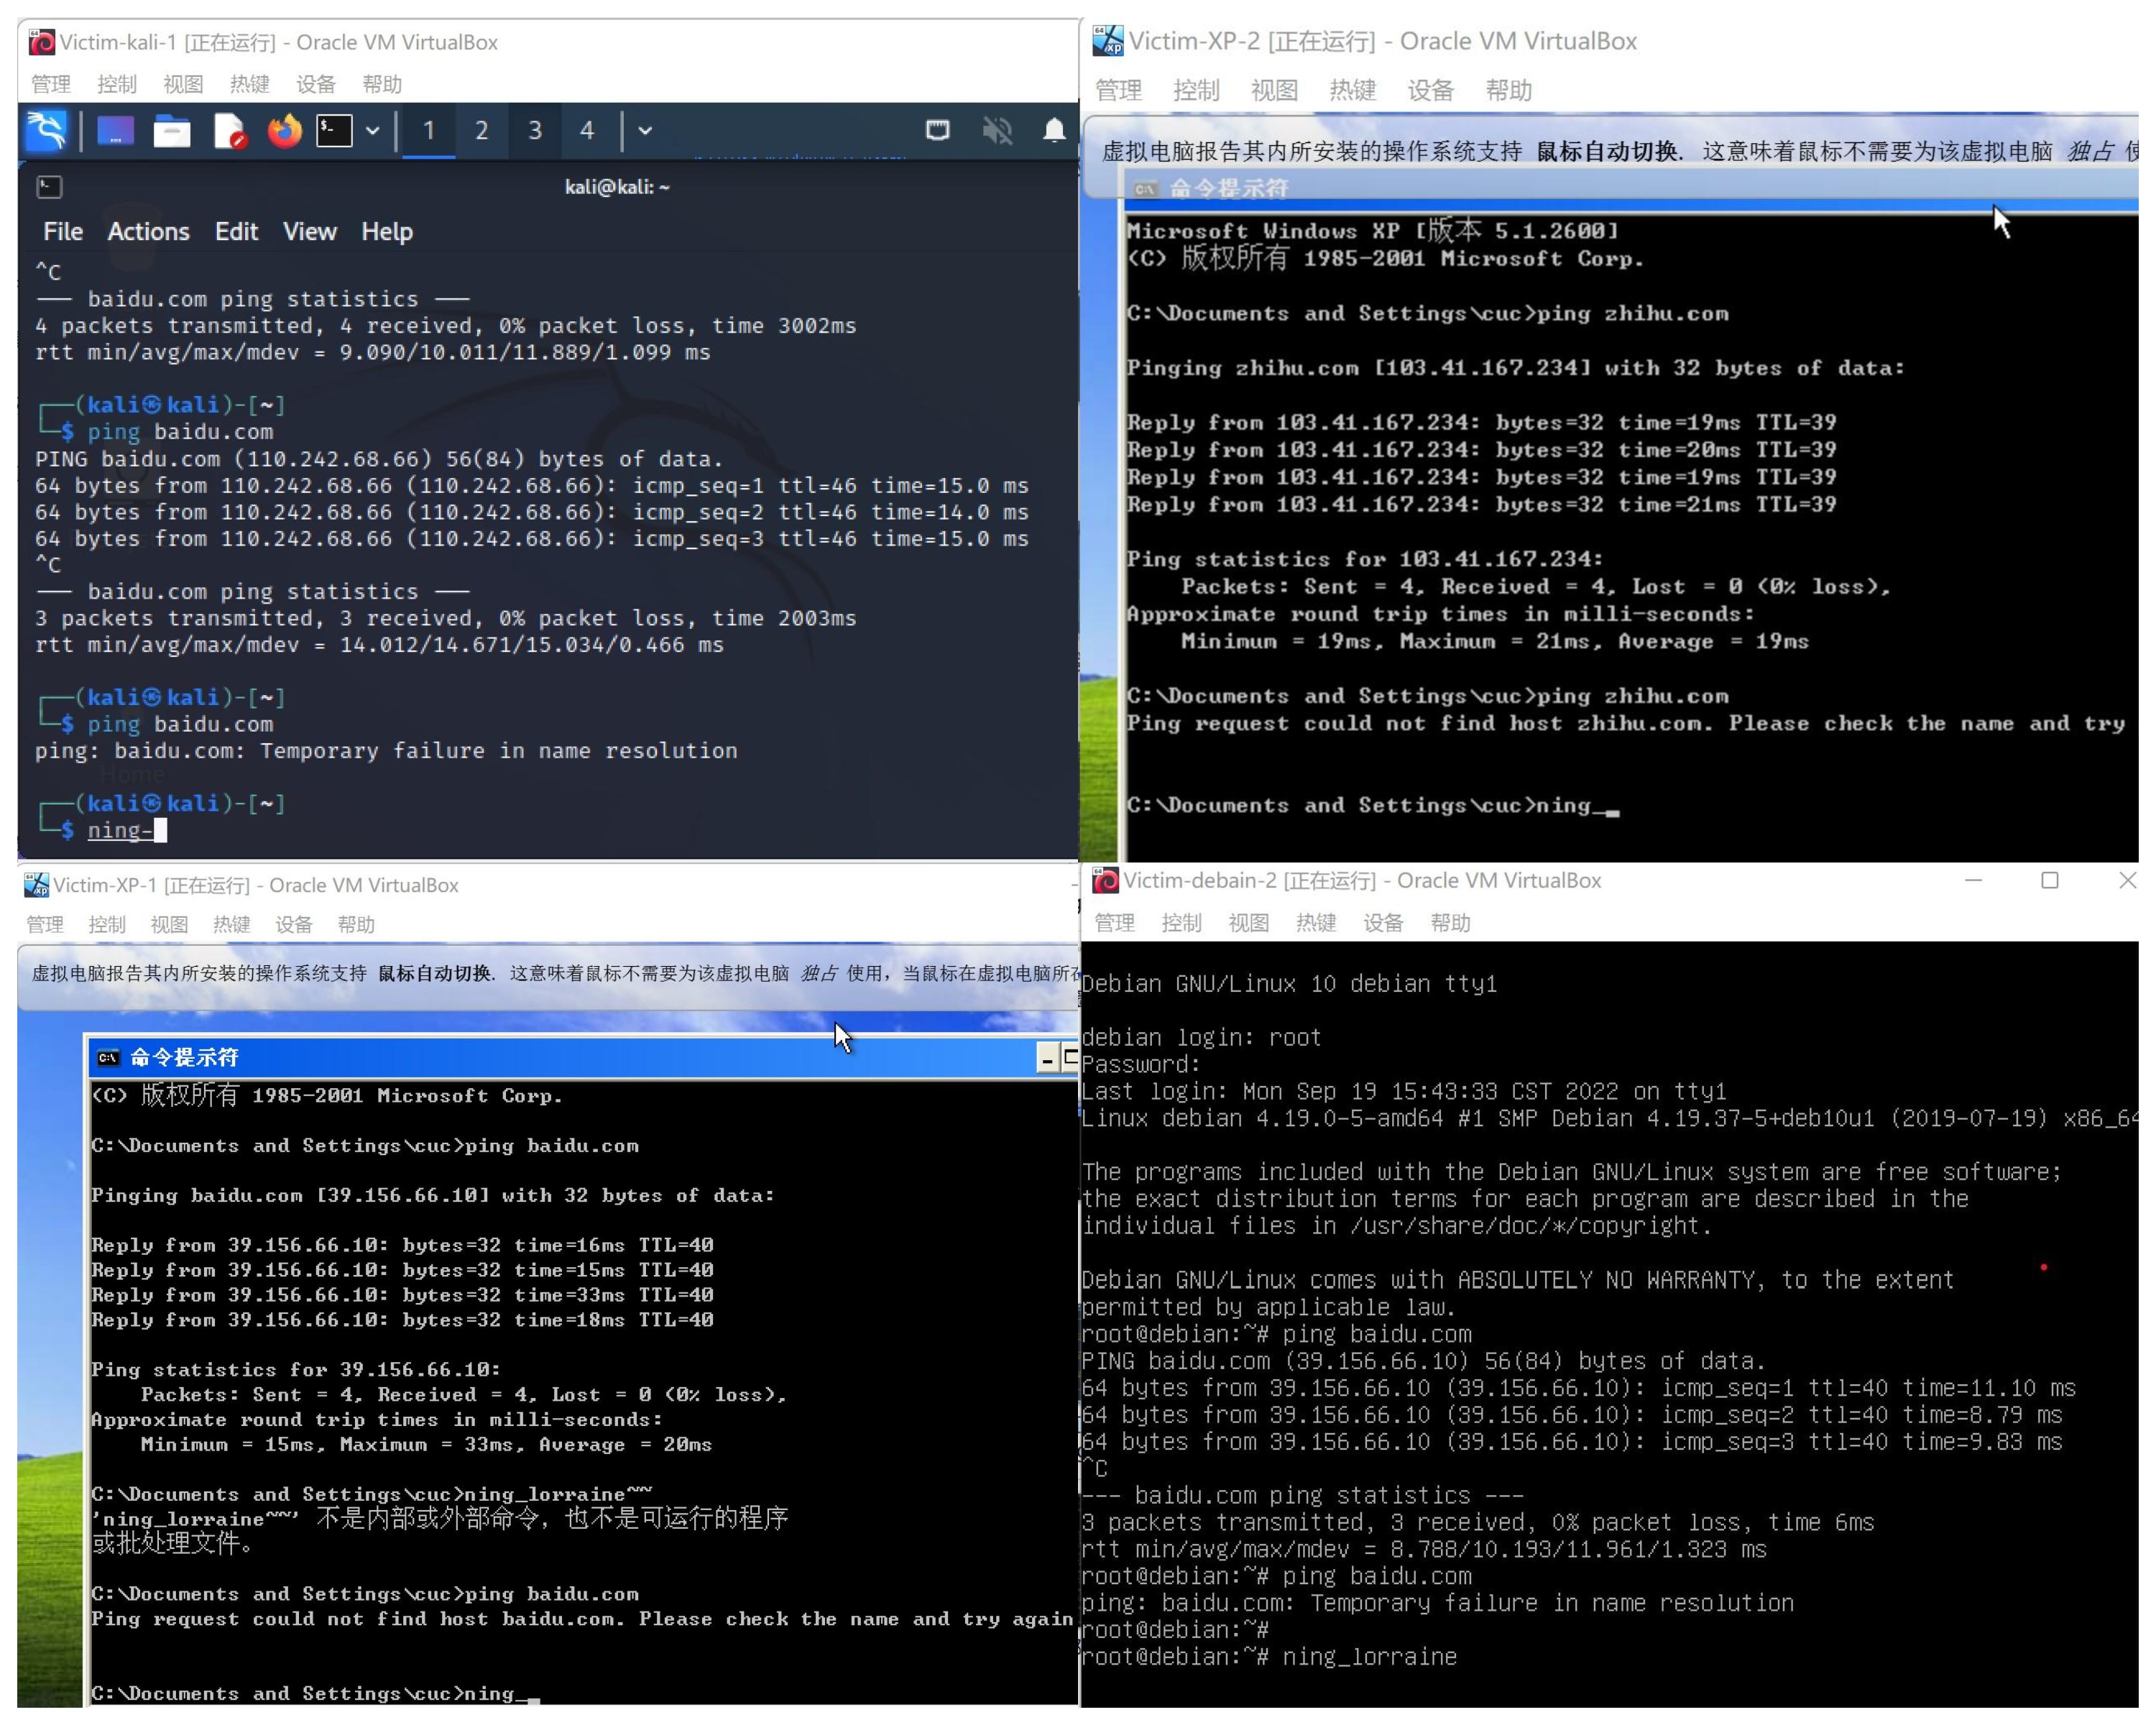 Victim-kali-1 [正在运行] - Oracle VM VirtualBox
管理 控制 视图 热键 设备 帮助
1 2 3 4
kali@kali: ~
File Actions Edit View Help
^C
— baidu.com ping statistics —
4 packets transmitted, 4 received, 0% packet loss, time 3002ms
rtt min/avg/max/mdev = 9.090/10.011/11.889/1.099 ms
(kali㉿kali)-[~]
$ ping baidu.com
PING baidu.com (110.242.68.66) 56(84) bytes of data.
64 bytes from 110.242.68.66 (110.242.68.66): icmp_seq=1 ttl=46 time=15.0 ms
64 bytes from 110.242.68.66 (110.242.68.66): icmp_seq=2 ttl=46 time=14.0 ms
64 bytes from 110.242.68.66 (110.242.68.66): icmp_seq=3 ttl=46 time=15.0 ms
^C
— baidu.com ping statistics —
3 packets transmitted, 3 received, 0% packet loss, time 2003ms
rtt min/avg/max/mdev = 14.012/14.671/15.034/0.466 ms
(kali㉿kali)-[~]
$ ping baidu.com
ping: baidu.com: Temporary failure in name resolution
Home
(kali㉿kali)-[~]
$ ning-
Victim-XP-2 [正在运行] - Oracle VM VirtualBox
管理 控制 视图 热键 设备 帮助
虚拟电脑报告其内所安装的操作系统支持 鼠标自动切换. 这意味着鼠标不需要为该虚拟电脑 独占 使
命令提示符
Microsoft Windows XP [版本 5.1.2600]
(C) 版权所有 1985-2001 Microsoft Corp.
C:\Documents and Settings\cuc>ping zhihu.com
Pinging zhihu.com [103.41.167.234] with 32 bytes of data:
Reply from 103.41.167.234: bytes=32 time=19ms TTL=39
Reply from 103.41.167.234: bytes=32 time=20ms TTL=39
Reply from 103.41.167.234: bytes=32 time=19ms TTL=39
Reply from 103.41.167.234: bytes=32 time=21ms TTL=39
Ping statistics for 103.41.167.234:
Packets: Sent = 4, Received = 4, Lost = 0 (0% loss),
Approximate round trip times in milli-seconds:
Minimum = 19ms, Maximum = 21ms, Average = 19ms
C:\Documents and Settings\cuc>ping zhihu.com
Ping request could not find host zhihu.com. Please check the name and try
C:\Documents and Settings\cuc>ning_
Victim-XP-1 [正在运行] - Oracle VM VirtualBox
管理 控制 视图 热键 设备 帮助
虚拟电脑报告其内所安装的操作系统支持 鼠标自动切换. 这意味着鼠标不需要为该虚拟电脑 独占 使用，当鼠标在虚拟电脑所在
命令提示符
(C) 版权所有 1985-2001 Microsoft Corp.
C:\Documents and Settings\cuc>ping baidu.com
Pinging baidu.com [39.156.66.10] with 32 bytes of data:
Reply from 39.156.66.10: bytes=32 time=16ms TTL=40
Reply from 39.156.66.10: bytes=32 time=15ms TTL=40
Reply from 39.156.66.10: bytes=32 time=33ms TTL=40
Reply from 39.156.66.10: bytes=32 time=18ms TTL=40
Ping statistics for 39.156.66.10:
Packets: Sent = 4, Received = 4, Lost = 0 (0% loss),
Approximate round trip times in milli-seconds:
Minimum = 15ms, Maximum = 33ms, Average = 20ms
C:\Documents and Settings\cuc>ning_lorraine~~
'ning_lorraine~~' 不是内部或外部命令，也不是可运行的程序
或批处理文件。
C:\Documents and Settings\cuc>ping baidu.com
Ping request could not find host baidu.com. Please check the name and try again
C:\Documents and Settings\cuc>ning_
Victim-debain-2 [正在运行] - Oracle VM VirtualBox
管理 控制 视图 热键 设备 帮助
Debian GNU/Linux 10 debian tty1
debian login: root
Password:
Last login: Mon Sep 19 15:43:33 CST 2022 on tty1
Linux debian 4.19.0-5-amd64 #1 SMP Debian 4.19.37-5+deb10u1 (2019-07-19) x86_64
The programs included with the Debian GNU/Linux system are free software;
the exact distribution terms for each program are described in the
individual files in /usr/share/doc/*/copyright.
Debian GNU/Linux comes with ABSOLUTELY NO WARRANTY, to the extent
permitted by applicable law.
root@debian:~# ping baidu.com
PING baidu.com (39.156.66.10) 56(84) bytes of data.
64 bytes from 39.156.66.10 (39.156.66.10): icmp_seq=1 ttl=40 time=11.10 ms
64 bytes from 39.156.66.10 (39.156.66.10): icmp_seq=2 ttl=40 time=8.79 ms
64 bytes from 39.156.66.10 (39.156.66.10): icmp_seq=3 ttl=40 time=9.83 ms
^C
--- baidu.com ping statistics ---
3 packets transmitted, 3 received, 0% packet loss, time 6ms
rtt min/avg/max/mdev = 8.788/10.193/11.961/1.323 ms
root@debian:~# ping baidu.com
ping: baidu.com: Temporary failure in name resolution
root@debian:~#
root@debian:~# ning_lorraine